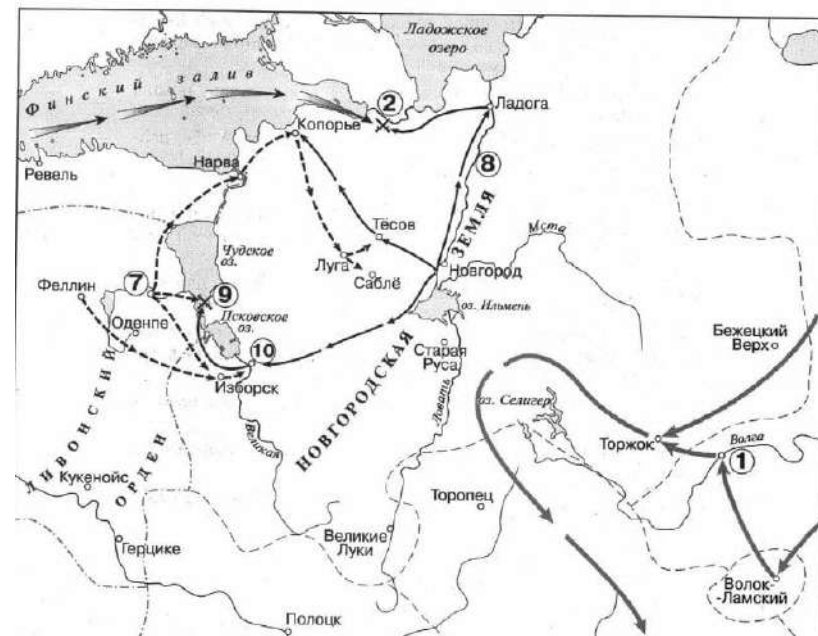 Ладожское
озеро
Финский залив
2
Ладога
Копорье
Ревель
Нарва
8
ЗЕМЛЯ
Мста
Тёсов
Чудское
оз.
Луга
Саблё
Новгород
Феллин
7
9
оз. Ильмень
Псковское
оз.
Оденпе
10
Старая
Руса
Бежецкий
Верх
Изборск
НОВГОРОДСКАЯ
оз. Селигер
Ловать
Торжок
Волга
1
Великая
ЛИВОНСКИЙ
ОРДЕН
Кукенойс
Торопец
Герцике
Великие
Луки
Волок-
-Ламский
Полоцк